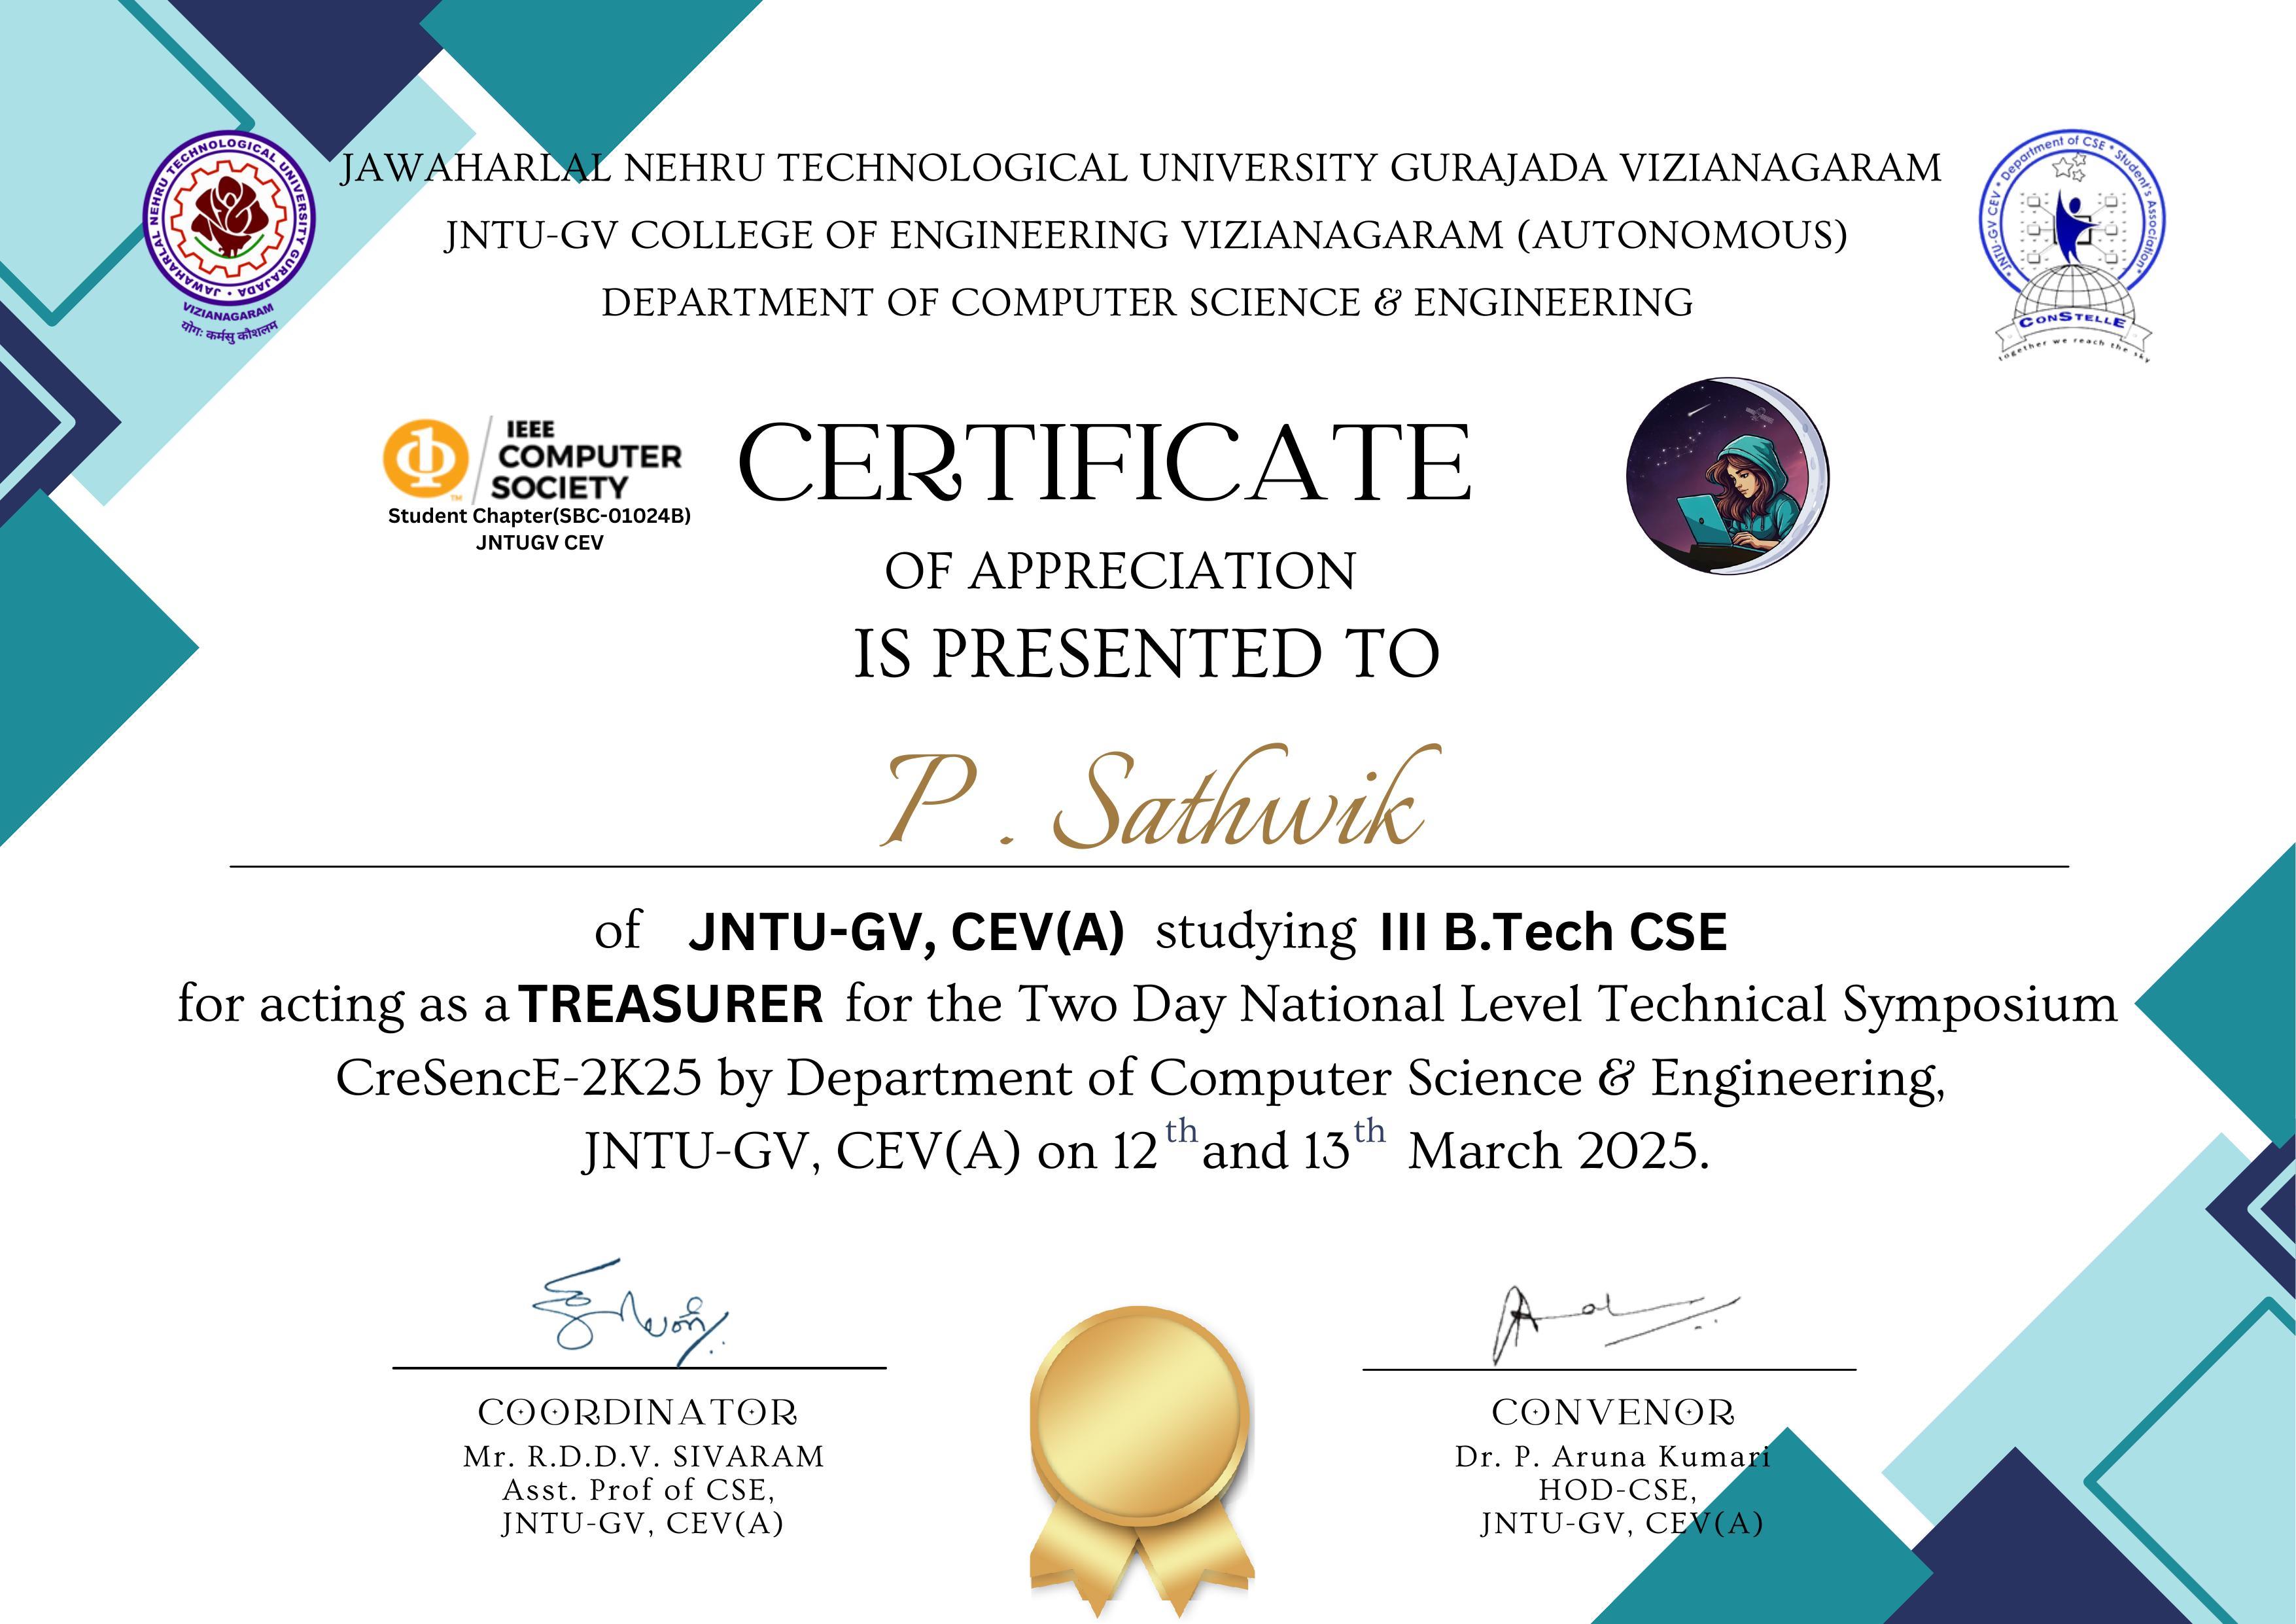 JAWAHARLAL NEHRU TECHNOLOGICAL UNIVERSITY GURAJADA VIZIANAGARAM
JNTU-GV COLLEGE OF ENGINEERING VIZIANAGARAM (AUTONOMOUS)
DEPARTMENT OF COMPUTER SCIENCE & ENGINEERING
JAWAHARLAL NEHRU TECHNOLOGICAL UNIVERSITY GURAJADA
VIZIANAGARAM
योग: कर्मसु कौशलम
JNTU-GV CEV • Department of CSE • Student's Association
CONSTELLE
together we reach the sky
IEEE
COMPUTER
SOCIETY
TM
Student Chapter(SBC-01024B)
JNTUGV CEV
CERTIFICATE
OF APPRECIATION
IS PRESENTED TO
P . Sathwik
of JNTU-GV, CEV(A) studying III B.Tech CSE
for acting as a TREASURER for the Two Day National Level Technical Symposium
CreSencE-2K25 by Department of Computer Science & Engineering,
JNTU-GV, CEV(A) on 12th and 13th March 2025.
COORDINATOR
Mr. R.D.D.V. SIVARAM
Asst. Prof of CSE,
JNTU-GV, CEV(A)
CONVENOR
Dr. P. Aruna Kumari
HOD-CSE,
JNTU-GV, CEV(A)